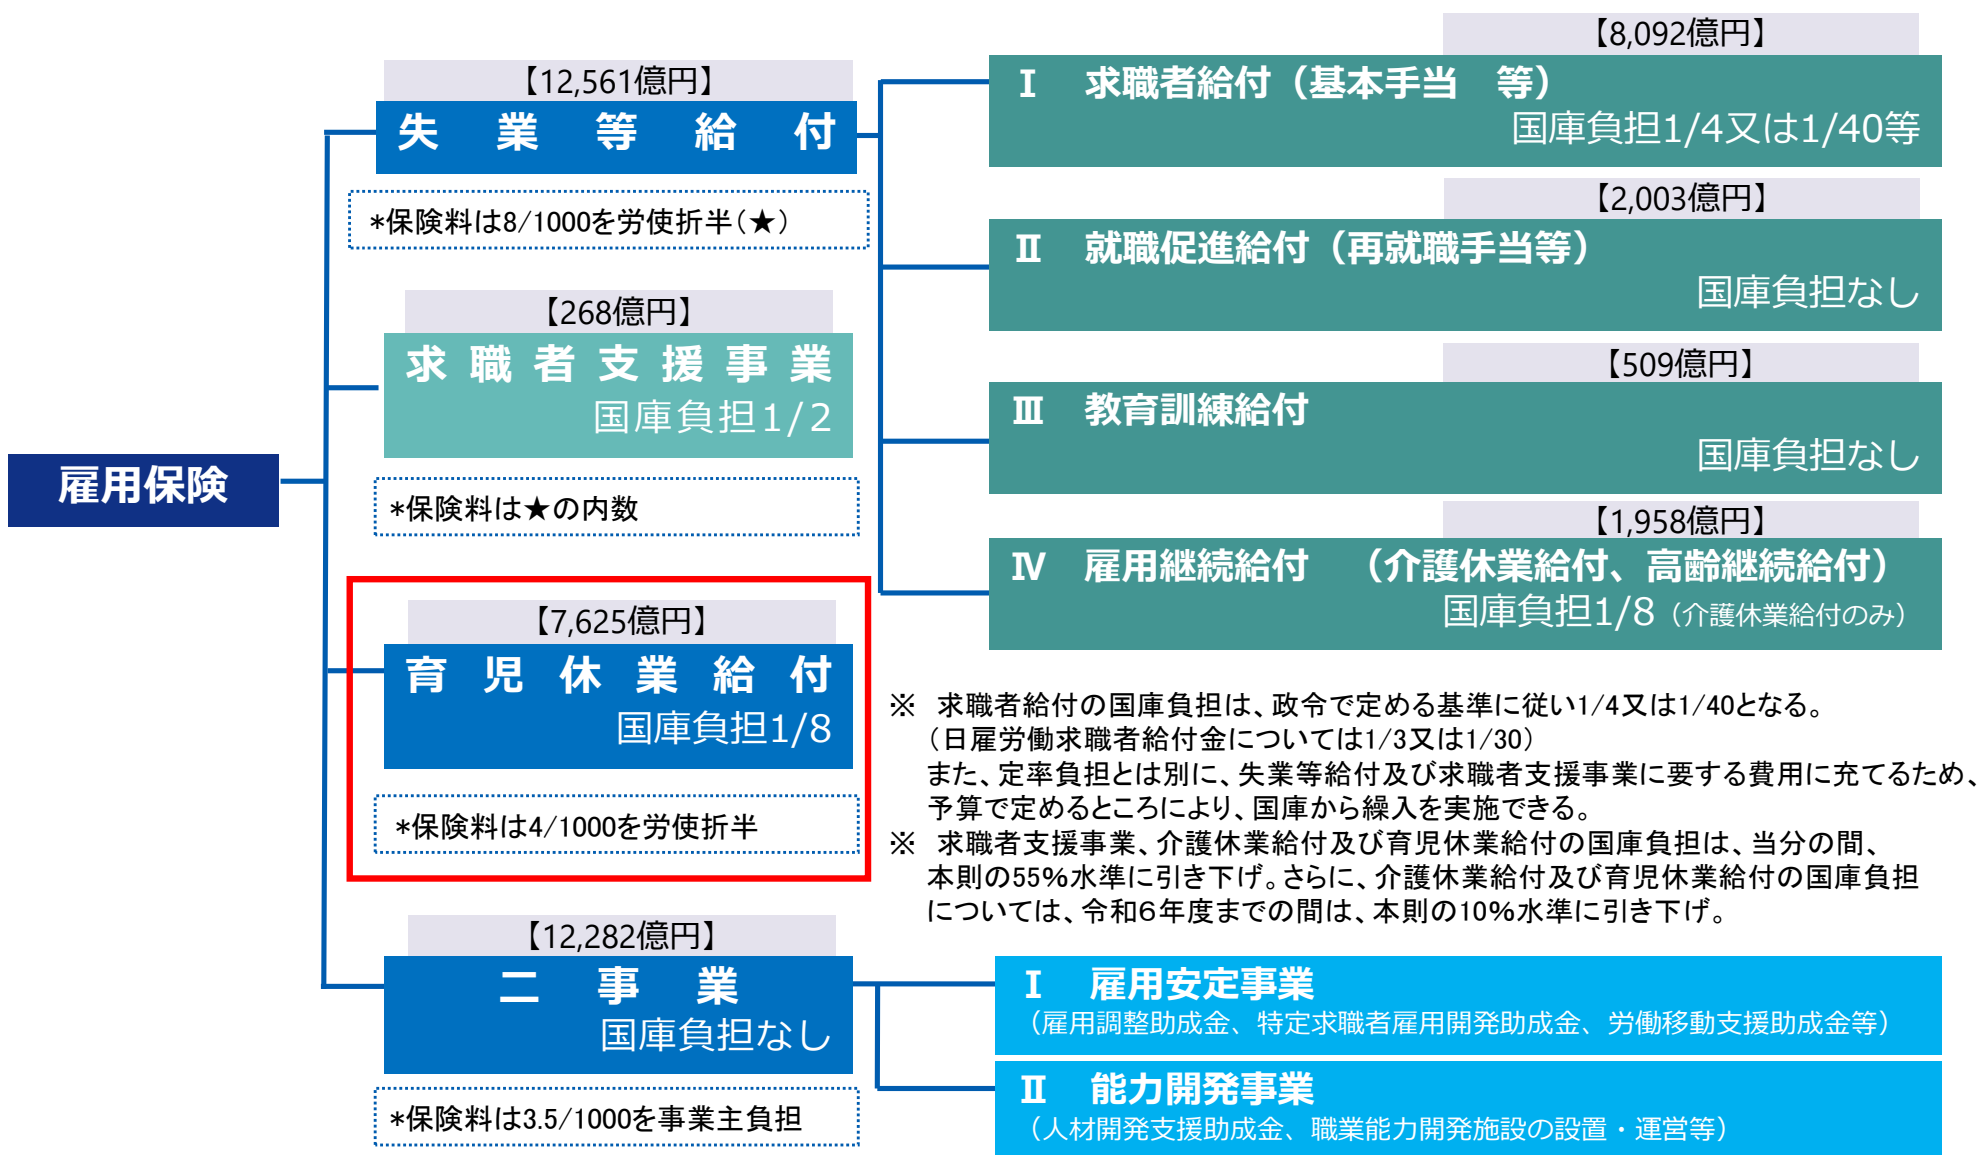 雇用保険
【12,561億円】
失業等給付
*保険料は8/1000を労使折半(★)
【268億円】
求職者支援事業
国庫負担1/2
*保険料は★の内数
【7,625億円】
育児休業給付
国庫負担1/8
*保険料は4/1000を労使折半
【12,282億円】
二事業
国庫負担なし
*保険料は3.5/1000を事業主負担
【8,092億円】
Ⅰ 求職者給付（基本手当 等）
国庫負担1/4又は1/40等
【2,003億円】
Ⅱ 就職促進給付（再就職手当等）
国庫負担なし
【509億円】
Ⅲ 教育訓練給付
国庫負担なし
【1,958億円】
Ⅳ 雇用継続給付 （介護休業給付、高齢継続給付）
国庫負担1/8（介護休業給付のみ）
※ 求職者給付の国庫負担は、政令で定める基準に従い1/4又は1/40となる。
（日雇労働求職者給付金については1/3又は1/30）
また、定率負担とは別に、失業等給付及び求職者支援事業に要する費用に充てるため、
予算で定めるところにより、国庫から繰入を実施できる。
※ 求職者支援事業、介護休業給付及び育児休業給付の国庫負担は、当分の間、
本則の55%水準に引き下げ。さらに、介護休業給付及び育児休業給付の国庫負担
については、令和６年度までの間は、本則の10%水準に引き下げ。
Ⅰ 雇用安定事業
（雇用調整助成金、特定求職者雇用開発助成金、労働移動支援助成金等）
Ⅱ 能力開発事業
（人材開発支援助成金、職業能力開発施設の設置・運営等）